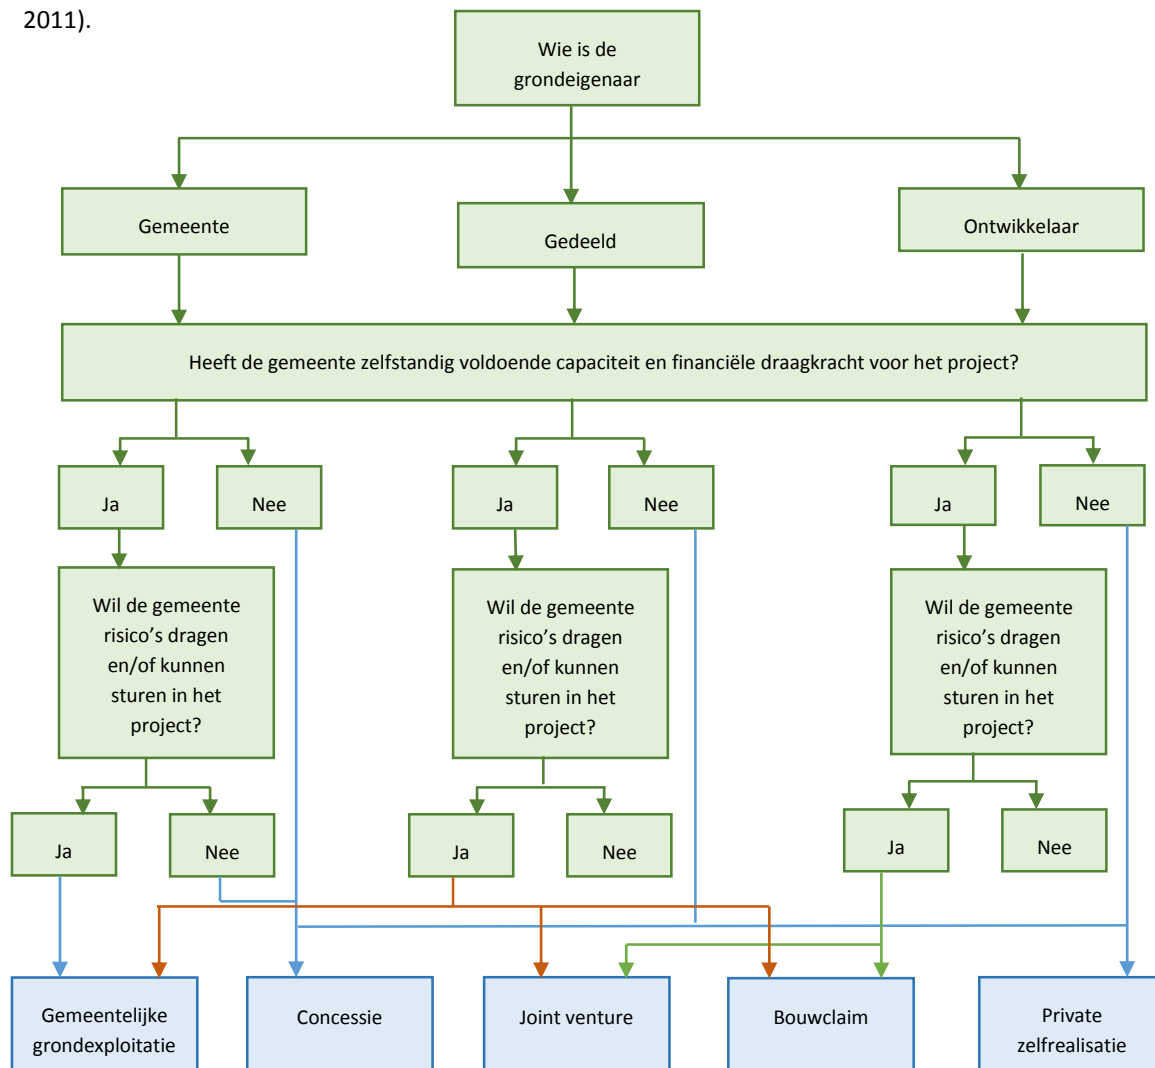 2011).
Wie is de
grondeigenaar
Gemeente
Gedeeld
Ontwikkelaar
Heeft de gemeente zelfstandig voldoende capaciteit en financiële draagkracht voor het project?
Ja
Nee
Ja
Nee
Ja
Nee
Wil de gemeente
risico’s dragen
en/of kunnen
sturen in het
project?
Wil de gemeente
risico’s dragen
en/of kunnen
sturen in het
project?
Wil de gemeente
risico’s dragen
en/of kunnen
sturen in het
project?
Ja
Nee
Ja
Nee
Ja
Nee
Gemeentelijke
grondexploitatie
Concessie
Joint venture
Bouwclaim
Private
zelfrealisatie